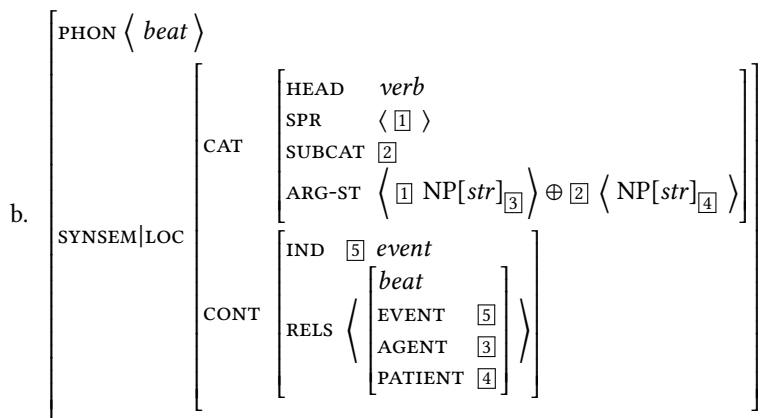 b.
PHON ⟨ beat ⟩
SYNSEM|LOC
CAT
HEAD verb
SPR ⟨ 1 ⟩
SUBCAT 2
ARG-ST ⟨ 1 NP[str]3 ⟩ ⊕ 2 ⟨ NP[str]4 ⟩
CONT
IND 5 event
RELS ⟨
beat
EVENT 5
AGENT 3
PATIENT 4
⟩